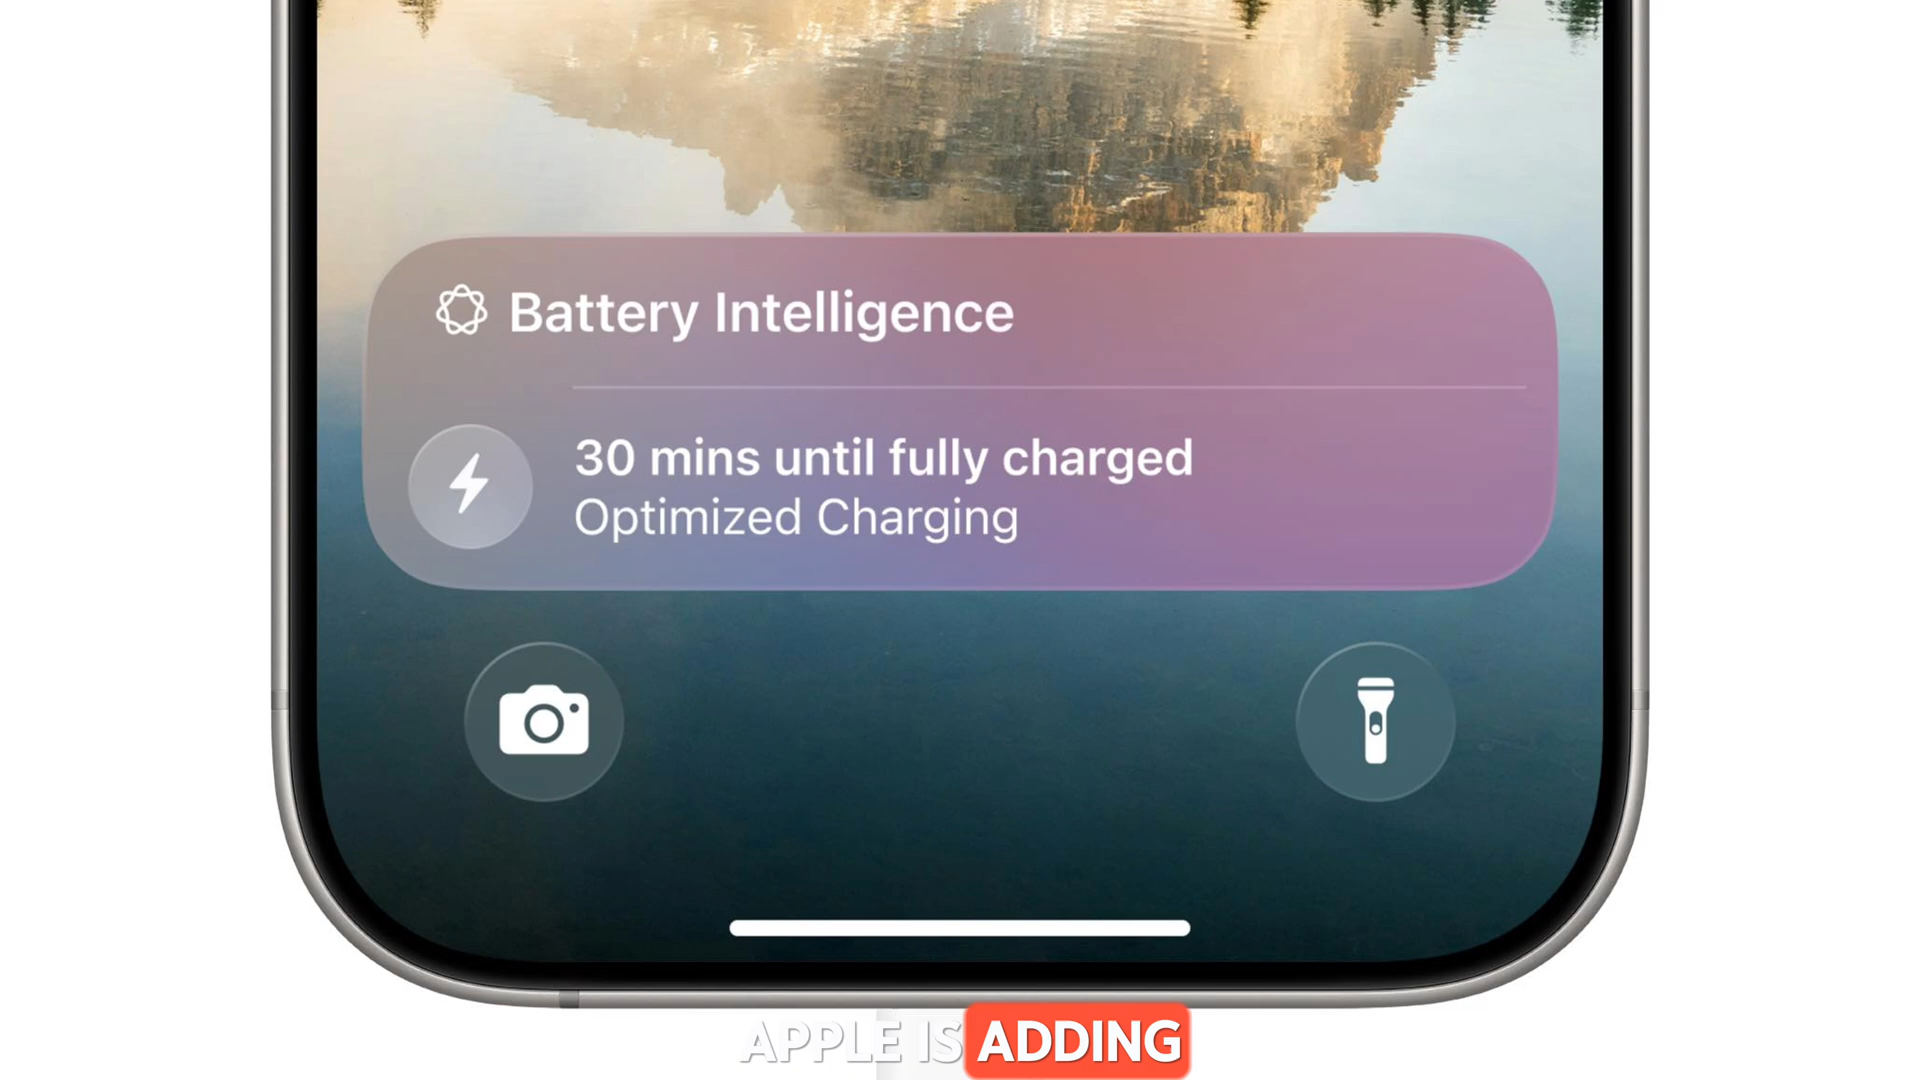 Battery Intelligence
30 mins until fully charged
Optimized Charging
APPLE IS ADDING